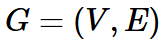 G = (V, E)